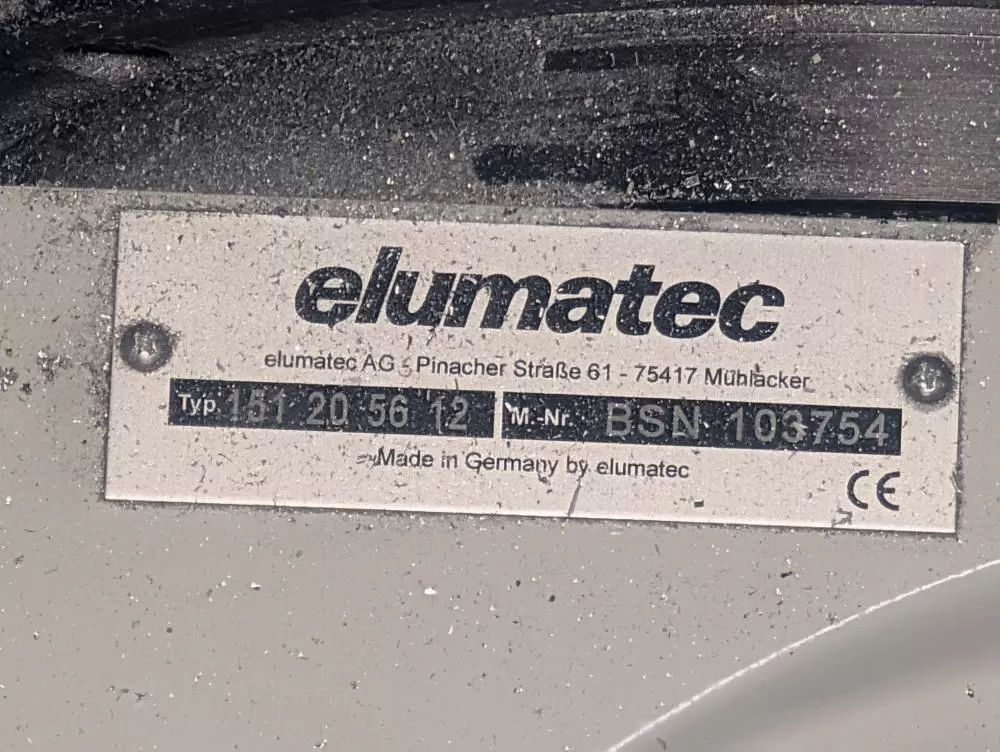 elumatec
elumatec AG - Pinacher Straße 61 - 75417 Mühlacker
Typ 151 20 56 12 M.-Nr. BSN 103754
Made in Germany by elumatec
CE